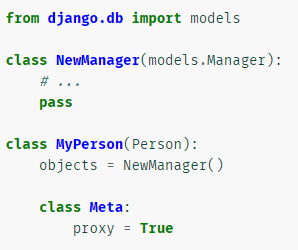 from django.db import models

class NewManager(models.Manager):
    # ...
    pass

class MyPerson(Person):
    objects = NewManager()

    class Meta:
        proxy = True